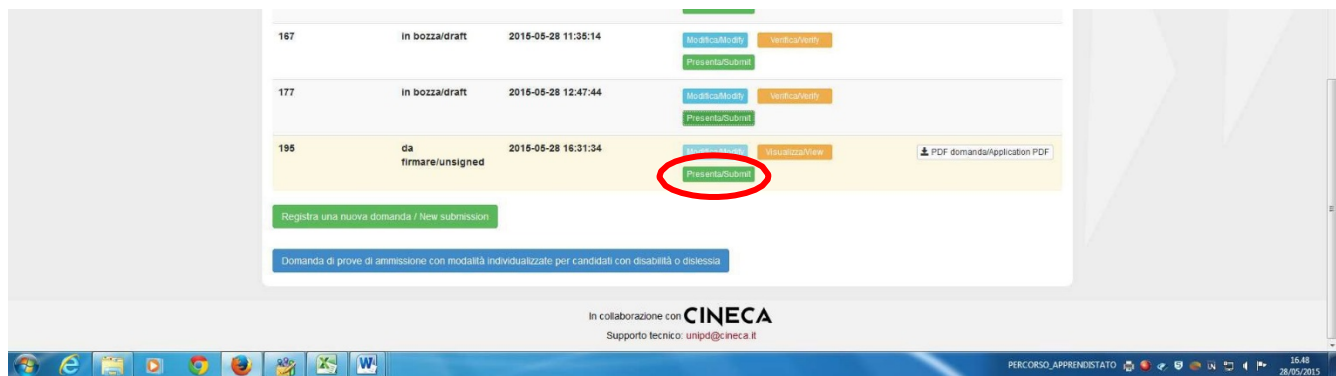 167 in bozza/draft 2015-05-28 11:35:14 Modifica/Modify Verifica/Verify
Presenta/Submit
177 in bozza/draft 2015-05-28 12:47:44 Modifica/Modify Verifica/Verify
Presenta/Submit
195 da firmare/unsigned 2015-05-28 16:31:34 Modifica/Modify Visualizza/View PDF domanda/Application PDF
Presenta/Submit
Registra una nuova domanda / New submission
Domanda di prove di ammissione con modalità individualizzate per candidati con disabilità o dislessia
In collaborazione con CINECA
Supporto tecnico: unipd@cineca.it
PERCORSO_APPRENDISTATO 16.48
28/05/2015